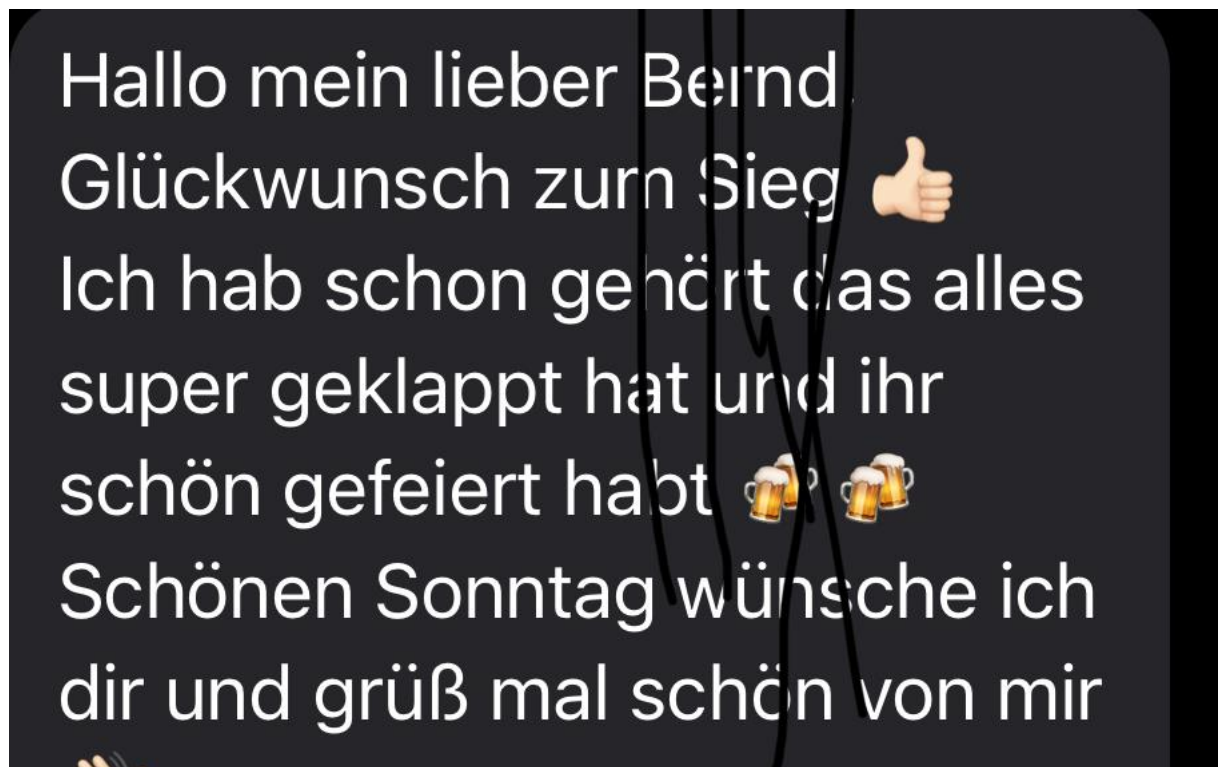 Hallo mein lieber Bernd,
Glückwunsch zum Sieg 👍🏻
Ich hab schon gehört das alles
super geklappt hat und ihr
schön gefeiert habt 🍻 🍻
Schönen Sonntag wünsche ich
dir und grüß mal schön von mir
👋🏻